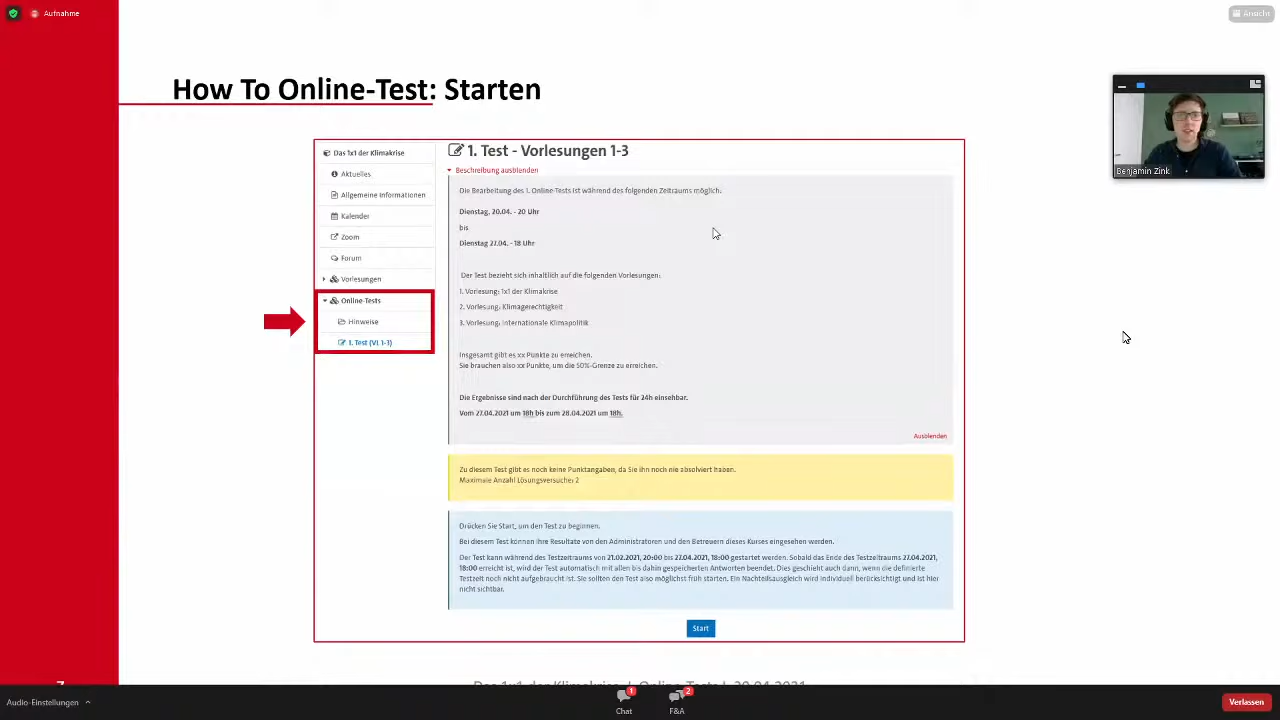 Aufnahme
Ansicht
How To Online-Test: Starten
Benjamin Zink
Das 1x1 der Klimakrise
Aktuelles
Allgemeine Informationen
Kalender
Zoom
Forum
Vorlesungen
Online-Tests
Hinweise
1. Test (VL 1-3)
1. Test - Vorlesungen 1-3
Beschreibung ausblenden
Die Bearbeitung des 1. Online-Tests ist während des folgenden Zeitraums möglich.
Dienstag, 20.04. - 20 Uhr
bis
Dienstag 27.04. - 18 Uhr
Der Test bezieht sich inhaltlich auf die folgenden Vorlesungen:
1. Vorlesung: 1x1 der Klimakrise
2. Vorlesung: Klimagerechtigkeit
3. Vorlesung: Internationale Klimapolitik
Insgesamt gibt es xx Punkte zu erreichen.
Sie brauchen also xx Punkte, um die 50%-Grenze zu erreichen.
Die Ergebnisse sind nach der Durchführung des Tests für 24h einsehbar.
Vom 27.04.2021 um 18h bis zum 28.04.2021 um 18h.
Ausblenden
Zu diesem Test gibt es noch keine Punktangaben, da Sie ihn noch nie absolviert haben.
Maximale Anzahl Lösungsversuche: 2
Drücken Sie Start, um den Test zu beginnen.
Bei diesem Test können Ihre Resultate von den Administratoren und den Betreuern dieses Kurses eingesehen werden.
Der Test kann während des Testzeitraums von 21.02.2021, 20:00 bis 27.04.2021, 18:00 gestartet werden. Sobald das Ende des Testzeitraums 27.04.2021,
18:00 erreicht ist, wird der Test automatisch mit allen bis dahin gespeicherten Antworten beendet. Dies geschieht auch dann, wenn die definierte
Testzeit noch nicht aufgebraucht ist. Sie sollten den Test also möglichst früh starten. Ein Nachteilsausgleich wird individuell berücksichtigt und ist hier
nicht sichtbar.
Start
7
Das 1x1 der Klimakrise | Online-Tests | 20.04.2021
Audio-Einstellungen
1
Chat
2
F&A
Verlassen